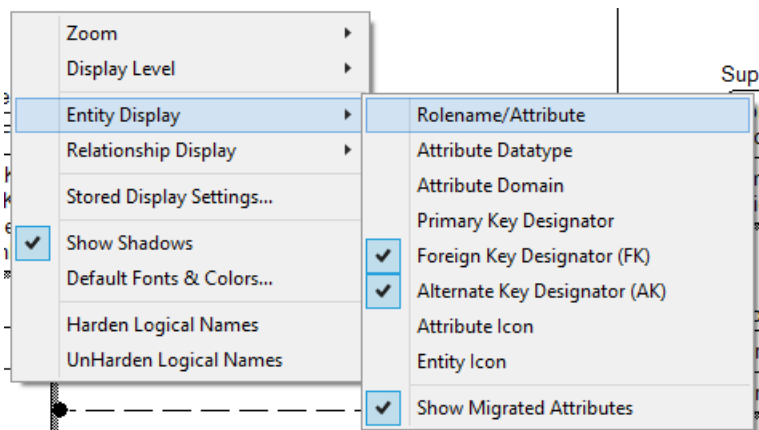 Zoom
Display Level
Entity Display
Relationship Display
Stored Display Settings...
Show Shadows
Default Fonts & Colors...
Harden Logical Names
UnHarden Logical Names
Sup
Rolename/Attribute
Attribute Datatype
Attribute Domain
Primary Key Designator
Foreign Key Designator (FK)
Alternate Key Designator (AK)
Attribute Icon
Entity Icon
Show Migrated Attributes